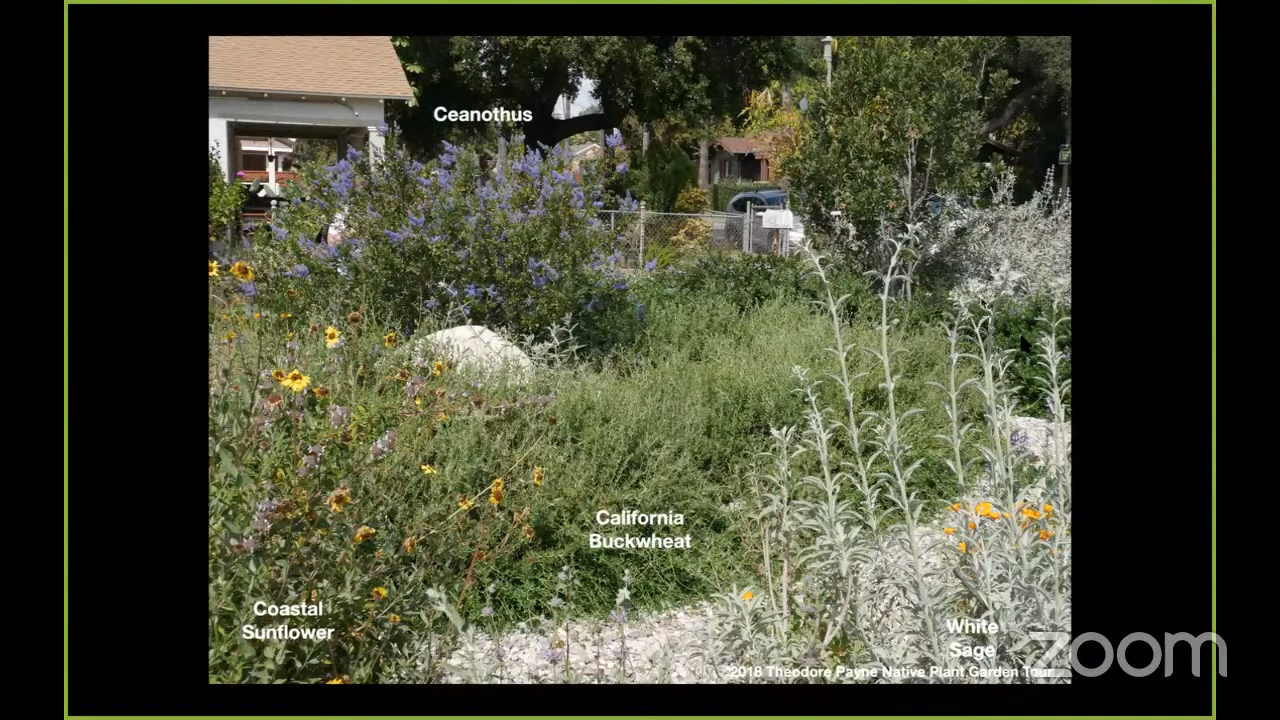 Ceanothus
California
Buckwheat
Coastal
Sunflower
White
Sage
*2018 Theodore Payne Native Plant Garden Tour
zoom